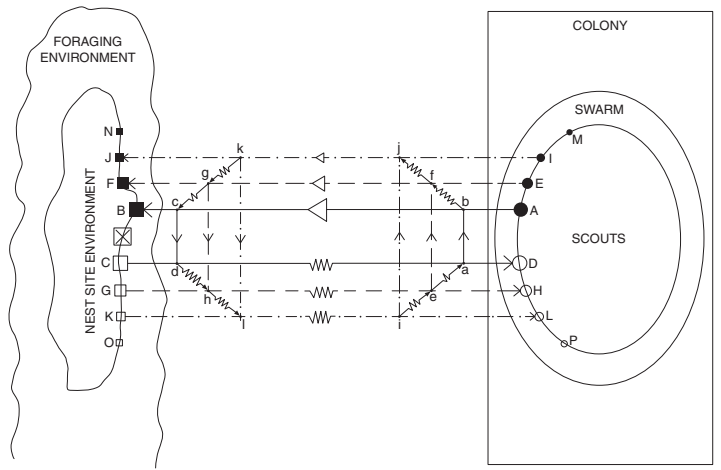 COLONY
FORAGING
ENVIRONMENT
SWARM
N
M
k
j
J
I
g
f
F
E
c
b
B
A
NEST SITE ENVIRONMENT
SCOUTS
C
d
a
D
G
h
e
H
K
l
i
L
O
P